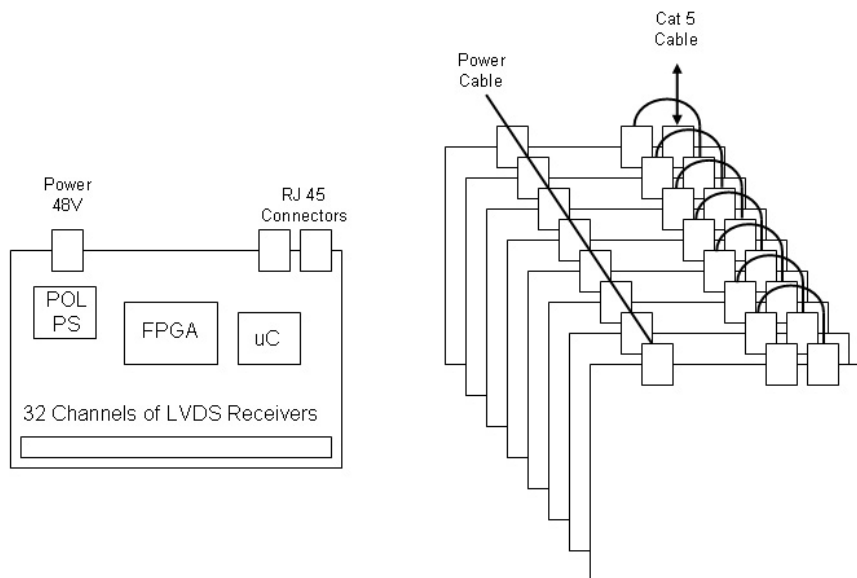 Power
48V
RJ 45
Connectors
POL
PS
FPGA
uC
32 Channels of LVDS Receivers
Power
Cable
Cat 5
Cable